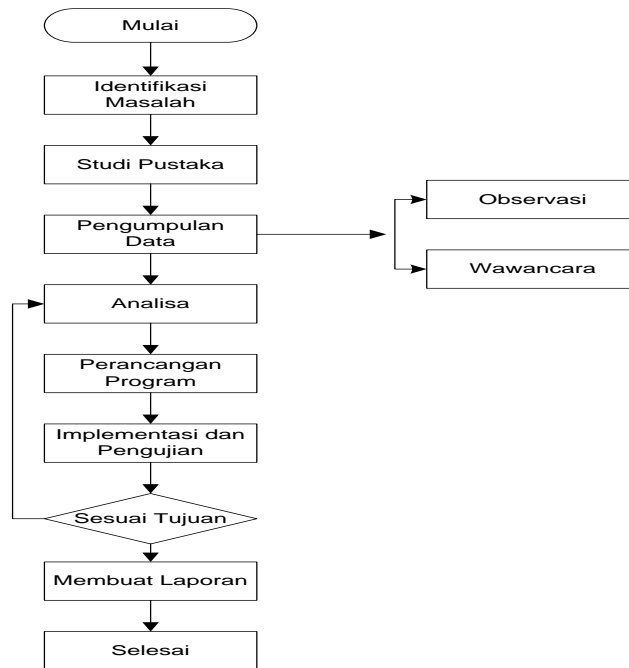 Mulai
Identifikasi
Masalah
Studi Pustaka
Pengumpulan
Data
Observasi
Wawancara
Analisa
Perancangan
Program
Implementasi dan
Pengujian
Sesuai Tujuan
Membuat Laporan
Selesai